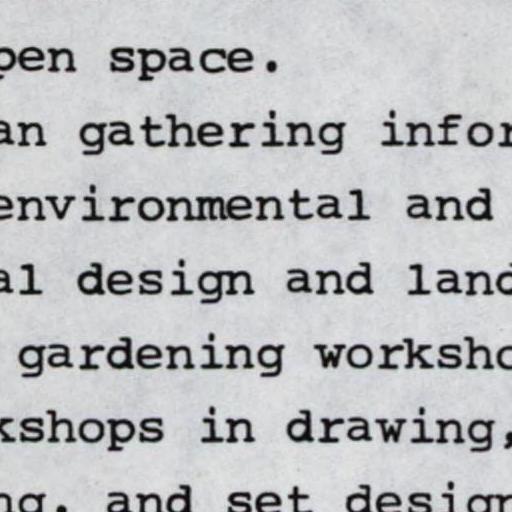 pen space.
an gathering infor
environmental and
al design and land
gardening worksho
kshops in drawing,
ng, and set design